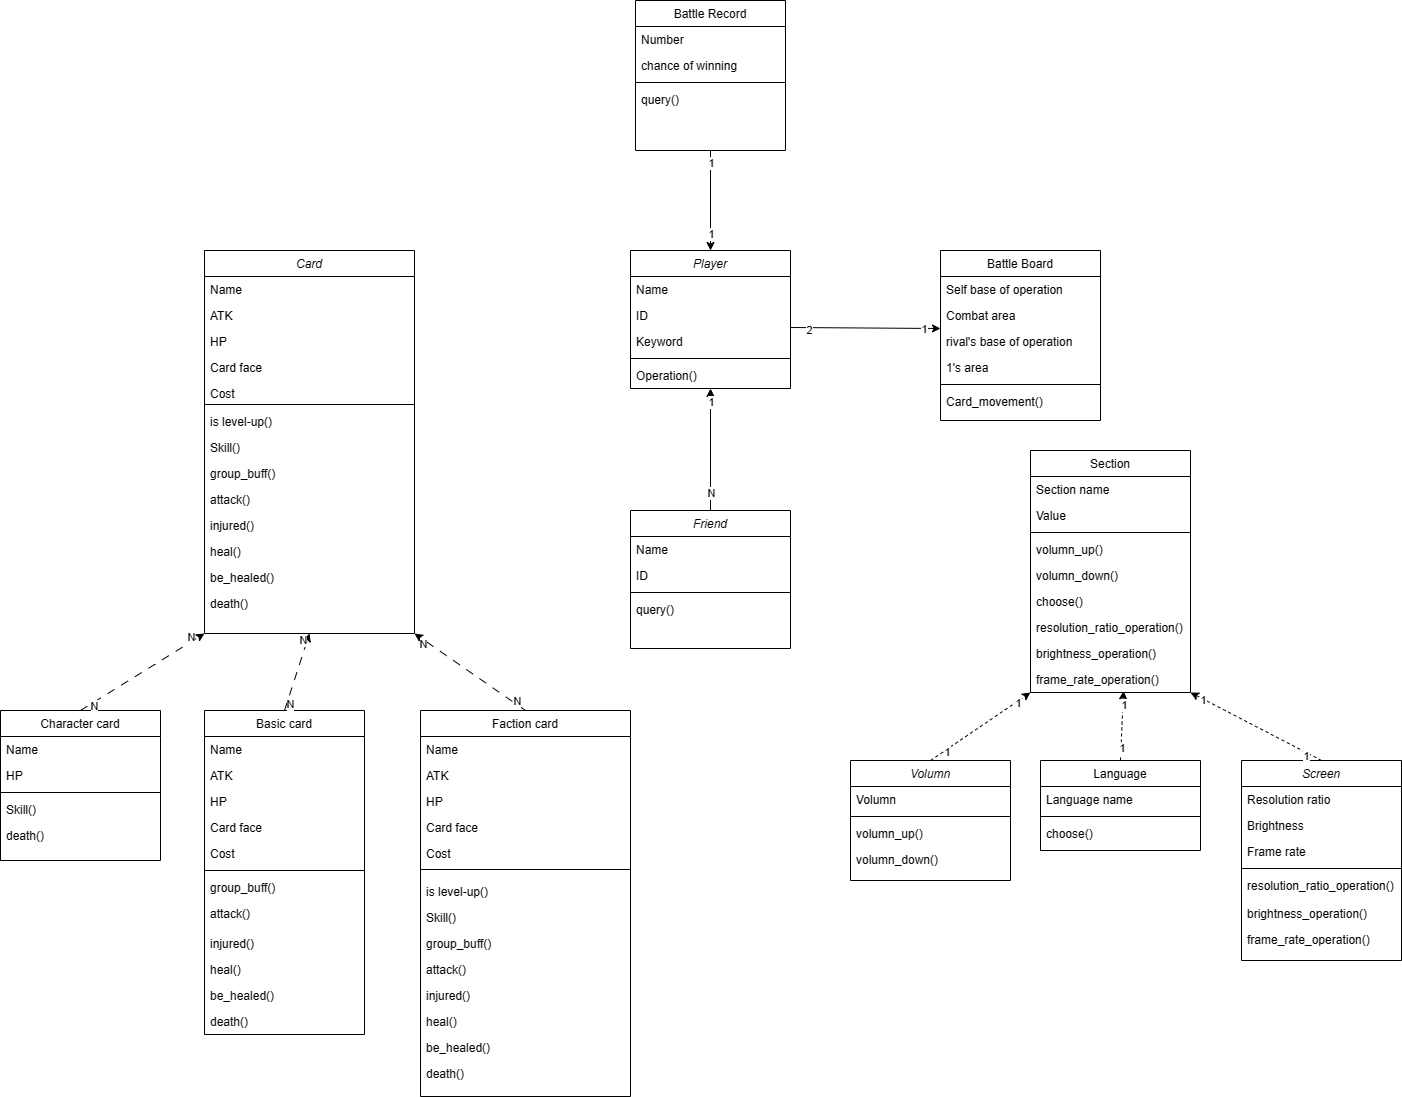 Battle Record
Number
chance of winning
query()
1
1
Card
Name
ATK
HP
Card face
Cost
is level-up()
Skill()
group_buff()
attack()
injured()
heal()
be_healed()
death()
Player
Name
ID
Keyword
Operation()
2
1
Battle Board
Self base of operation
Combat area
rival's base of operation
1's area
Card_movement()
1
N
Friend
Name
ID
query()
Section
Section name
Value
volumn_up()
volumn_down()
choose()
resolution_ratio_operation()
brightness_operation()
frame_rate_operation()
N
N
N
N
N
N
Character card
Name
HP
Skill()
death()
Basic card
Name
ATK
HP
Card face
Cost
group_buff()
attack()
injured()
heal()
be_healed()
death()
Faction card
Name
ATK
HP
Card face
Cost
is level-up()
Skill()
group_buff()
attack()
injured()
heal()
be_healed()
death()
1
1
1
1
1
1
Volumn
Volumn
volumn_up()
volumn_down()
Language
Language name
choose()
Screen
Resolution ratio
Brightness
Frame rate
resolution_ratio_operation()
brightness_operation()
frame_rate_operation()